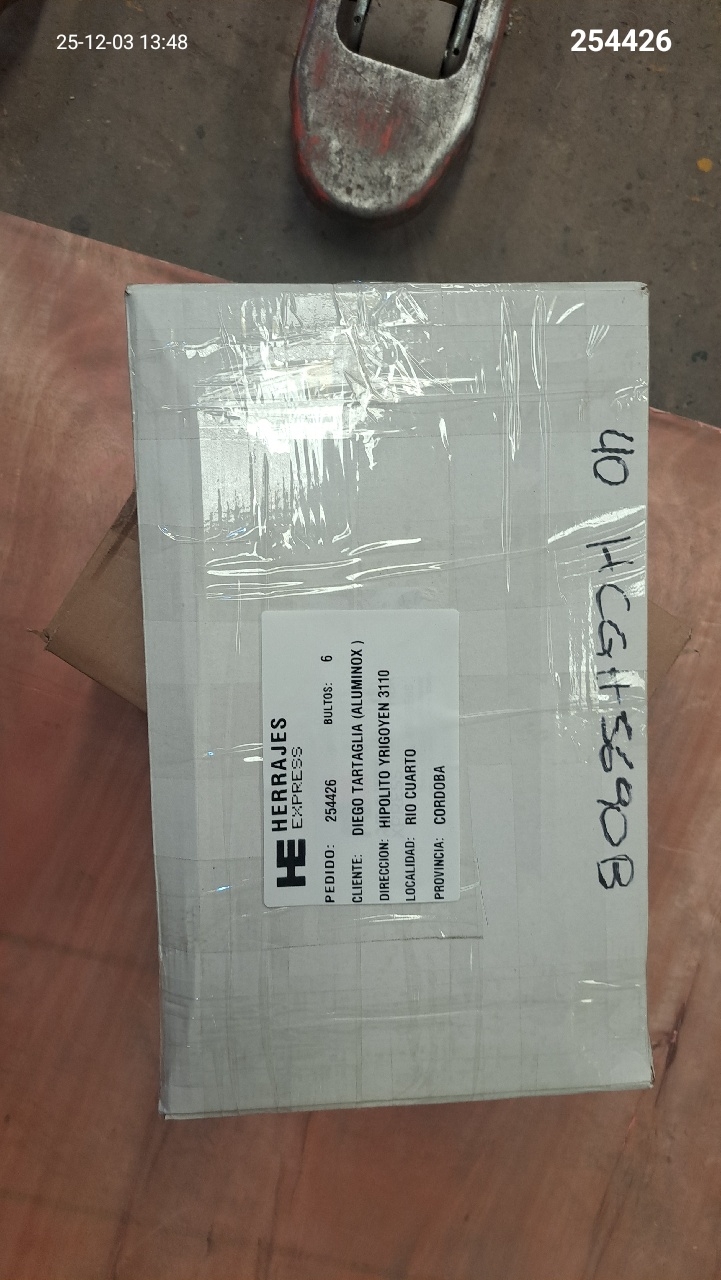 25-12-03 13:48
254426
HE HERRAJES
EXPRESS
PEDIDO: 254426 BULTOS: 6
CLIENTE: DIEGO TARTAGLIA (ALUMINOX )
DIRECCION: HIPOLITO YRIGOYEN 3110
LOCALIDAD: RIO CUARTO
PROVINCIA: CORDOBA
40 HCGH5690B